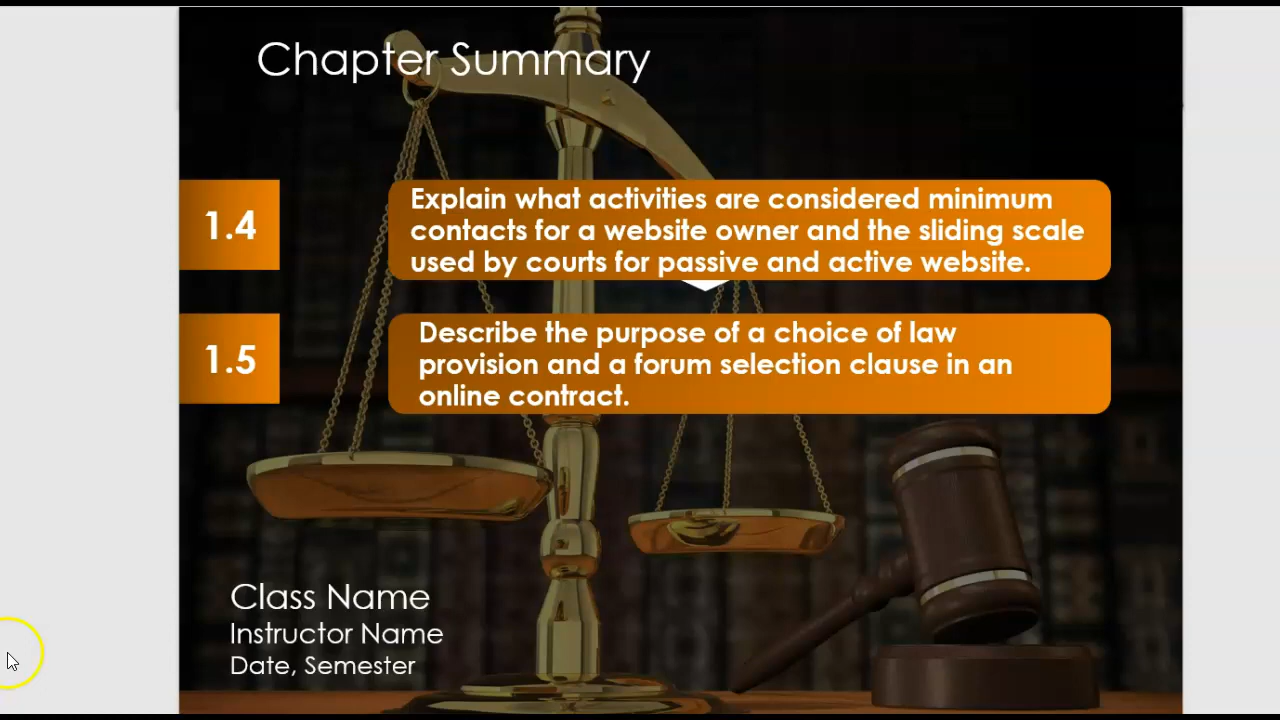 Chapter Summary
1.4
Explain what activities are considered minimum
contacts for a website owner and the sliding scale
used by courts for passive and active website.
1.5
Describe the purpose of a choice of law
provision and a forum selection clause in an
online contract.
Class Name
Instructor Name
Date, Semester